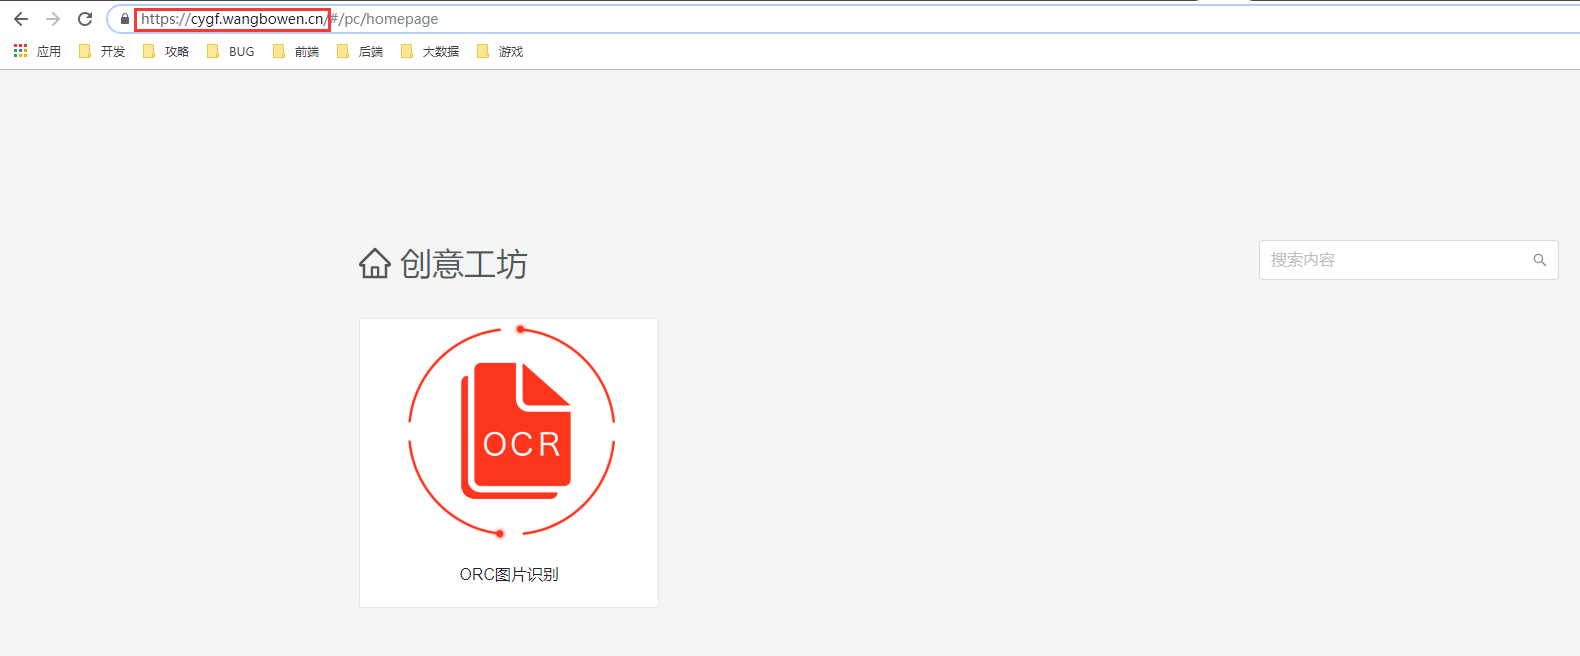 https://cygf.wangbowen.cn/#/pc/homepage
应用 开发 攻略 BUG 前端 后端 大数据 游戏
创意工坊
搜索内容
OCR
ORC图片识别